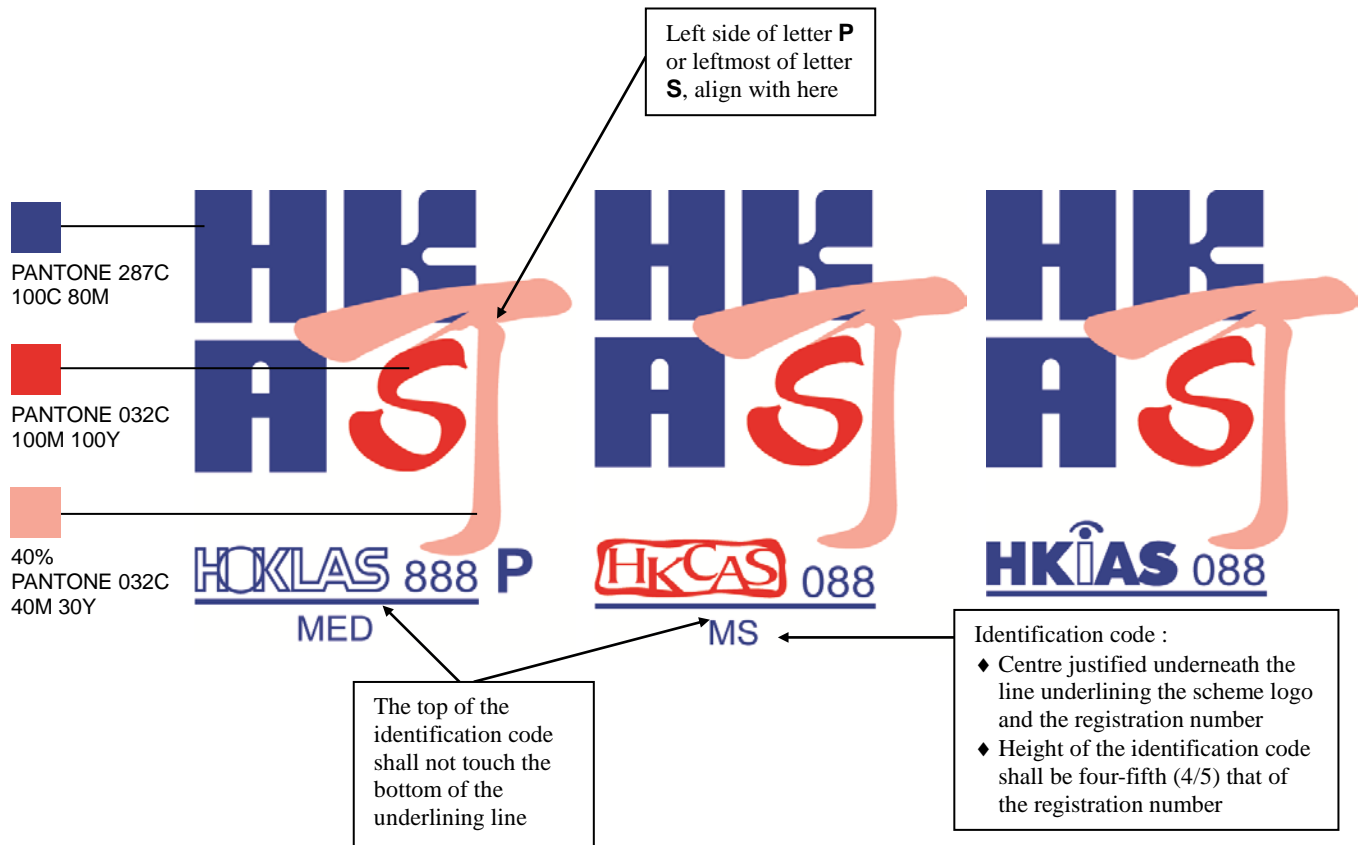 Left side of letter P
or leftmost of letter
S, align with here
PANTONE 287C
100C 80M
PANTONE 032C
100M 100Y
40%
PANTONE 032C
40M 30Y
HK
AS
HOKLAS 888 P
MED
HK
AS
HKCAS 088
MS
HK
AS
HKIAS 088
The top of the
identification code
shall not touch the
bottom of the
underlining line
Identification code :
♦ Centre justified underneath the
line underlining the scheme logo
and the registration number
♦ Height of the identification code
shall be four-fifth (4/5) that of
the registration number